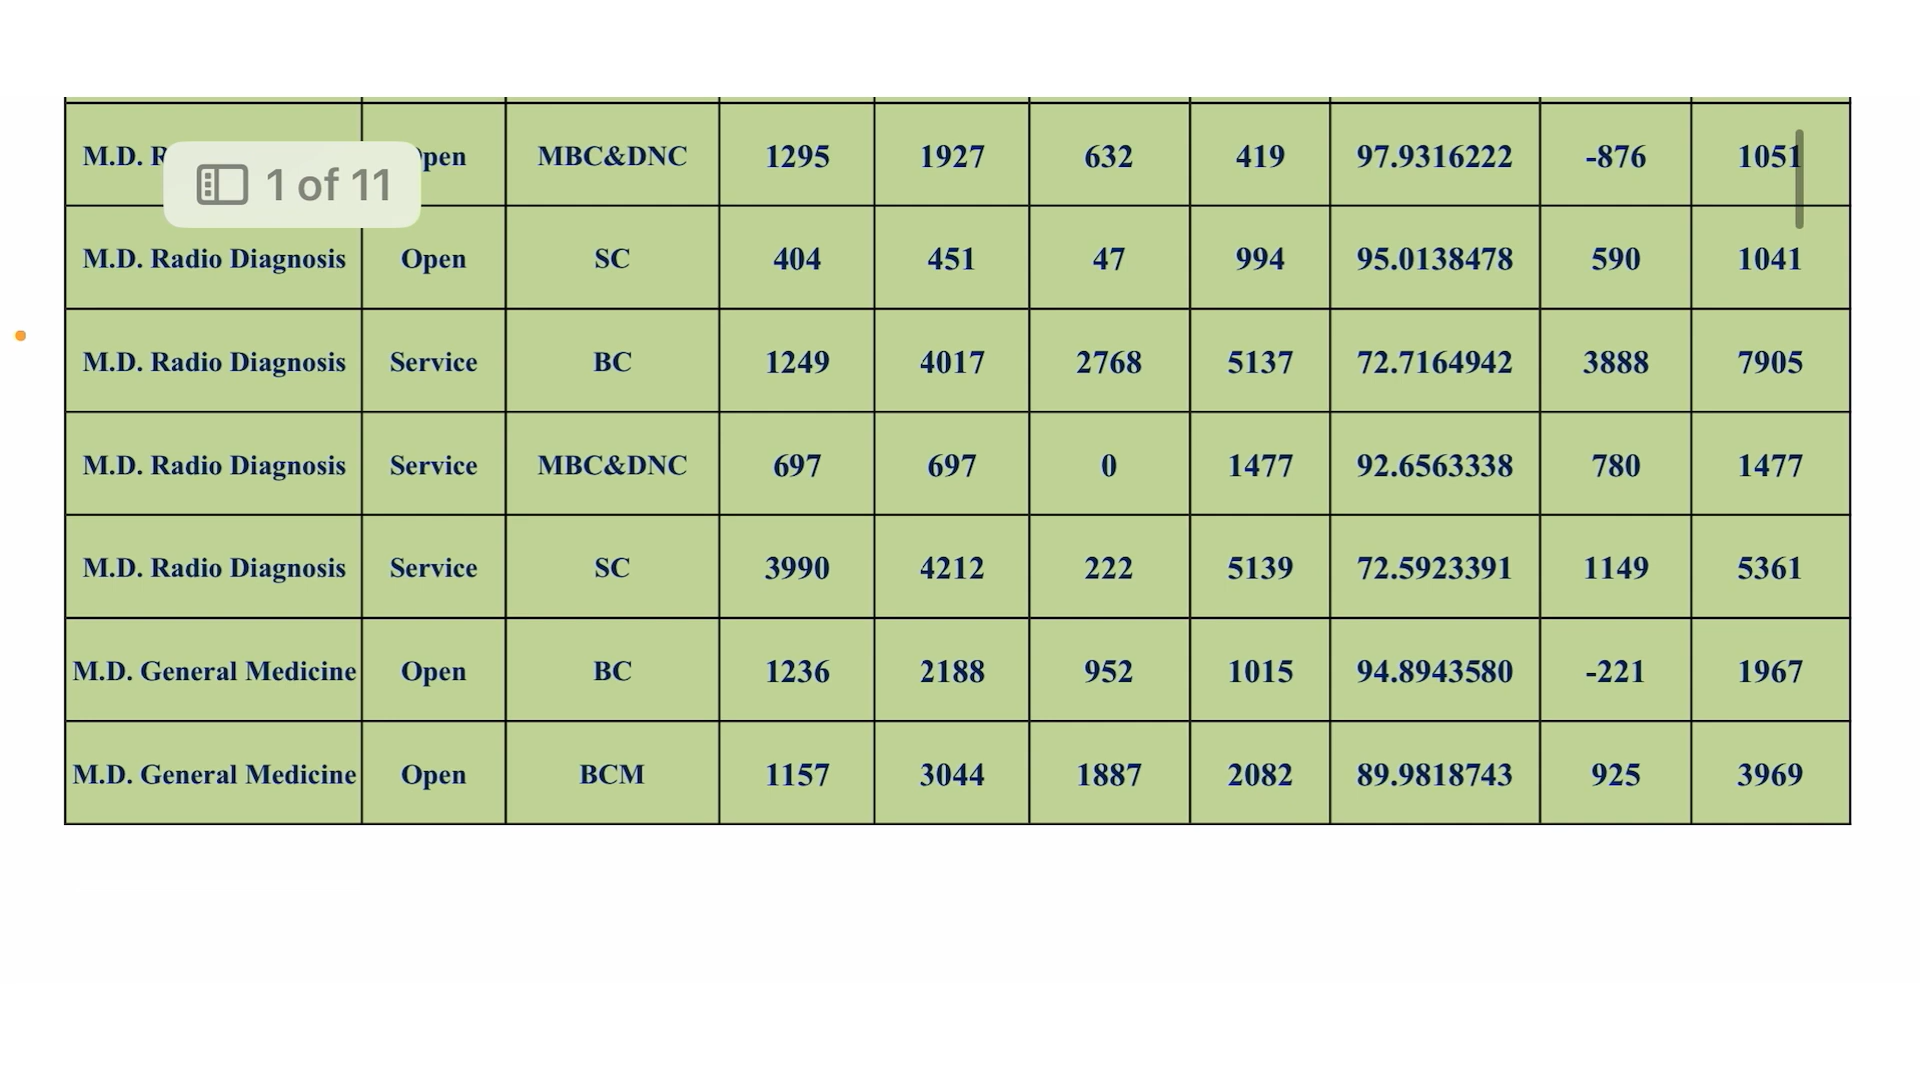 M.D. Open MBC&DNC 1295 1927 632 419 97.9316222 -876 1051
1 of 11
M.D. Radio Diagnosis Open SC 404 451 47 994 95.0138478 590 1041
M.D. Radio Diagnosis Service BC 1249 4017 2768 5137 72.7164942 3888 7905
M.D. Radio Diagnosis Service MBC&DNC 697 697 0 1477 92.6563338 780 1477
M.D. Radio Diagnosis Service SC 3990 4212 222 5139 72.5923391 1149 5361
M.D. General Medicine Open BC 1236 2188 952 1015 94.8943580 -221 1967
M.D. General Medicine Open BCM 1157 3044 1887 2082 89.9818743 925 3969